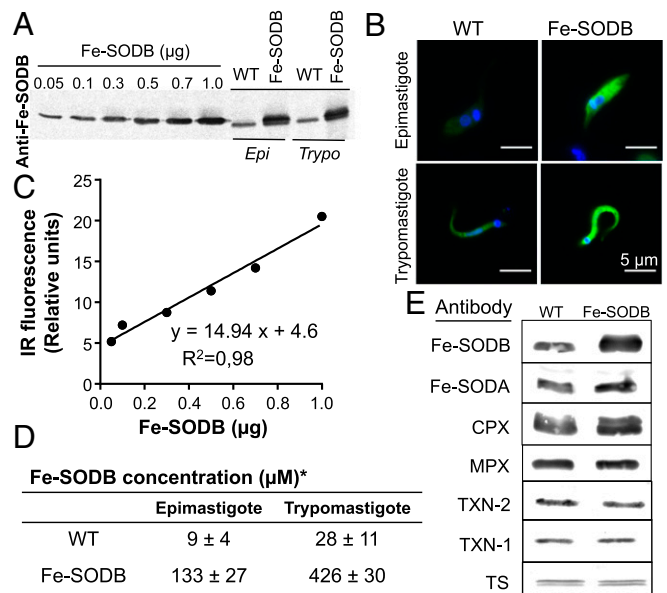 A
Fe-SODB (µg)
0.05 0.1 0.3 0.5 0.7 1.0
WT
Fe-SODB
WT
Fe-SODB
Anti-Fe-SODB
Epi
Trypo
B
WT
Fe-SODB
Epimastigote
Trypomastigote
5 µm
C
IR fluorescence
(Relative units)
25
20
15
10
5
0
0.0 0.2 0.4 0.6 0.8 1.0
y = 14.94 x + 4.6
R²=0,98
Fe-SODB (µg)
D
Fe-SODB concentration (µM)*
Epimastigote Trypomastigote
WT 9 ± 4 28 ± 11
Fe-SODB 133 ± 27 426 ± 30
E
Antibody WT Fe-SODB
Fe-SODB
Fe-SODA
CPX
MPX
TXN-2
TXN-1
TS